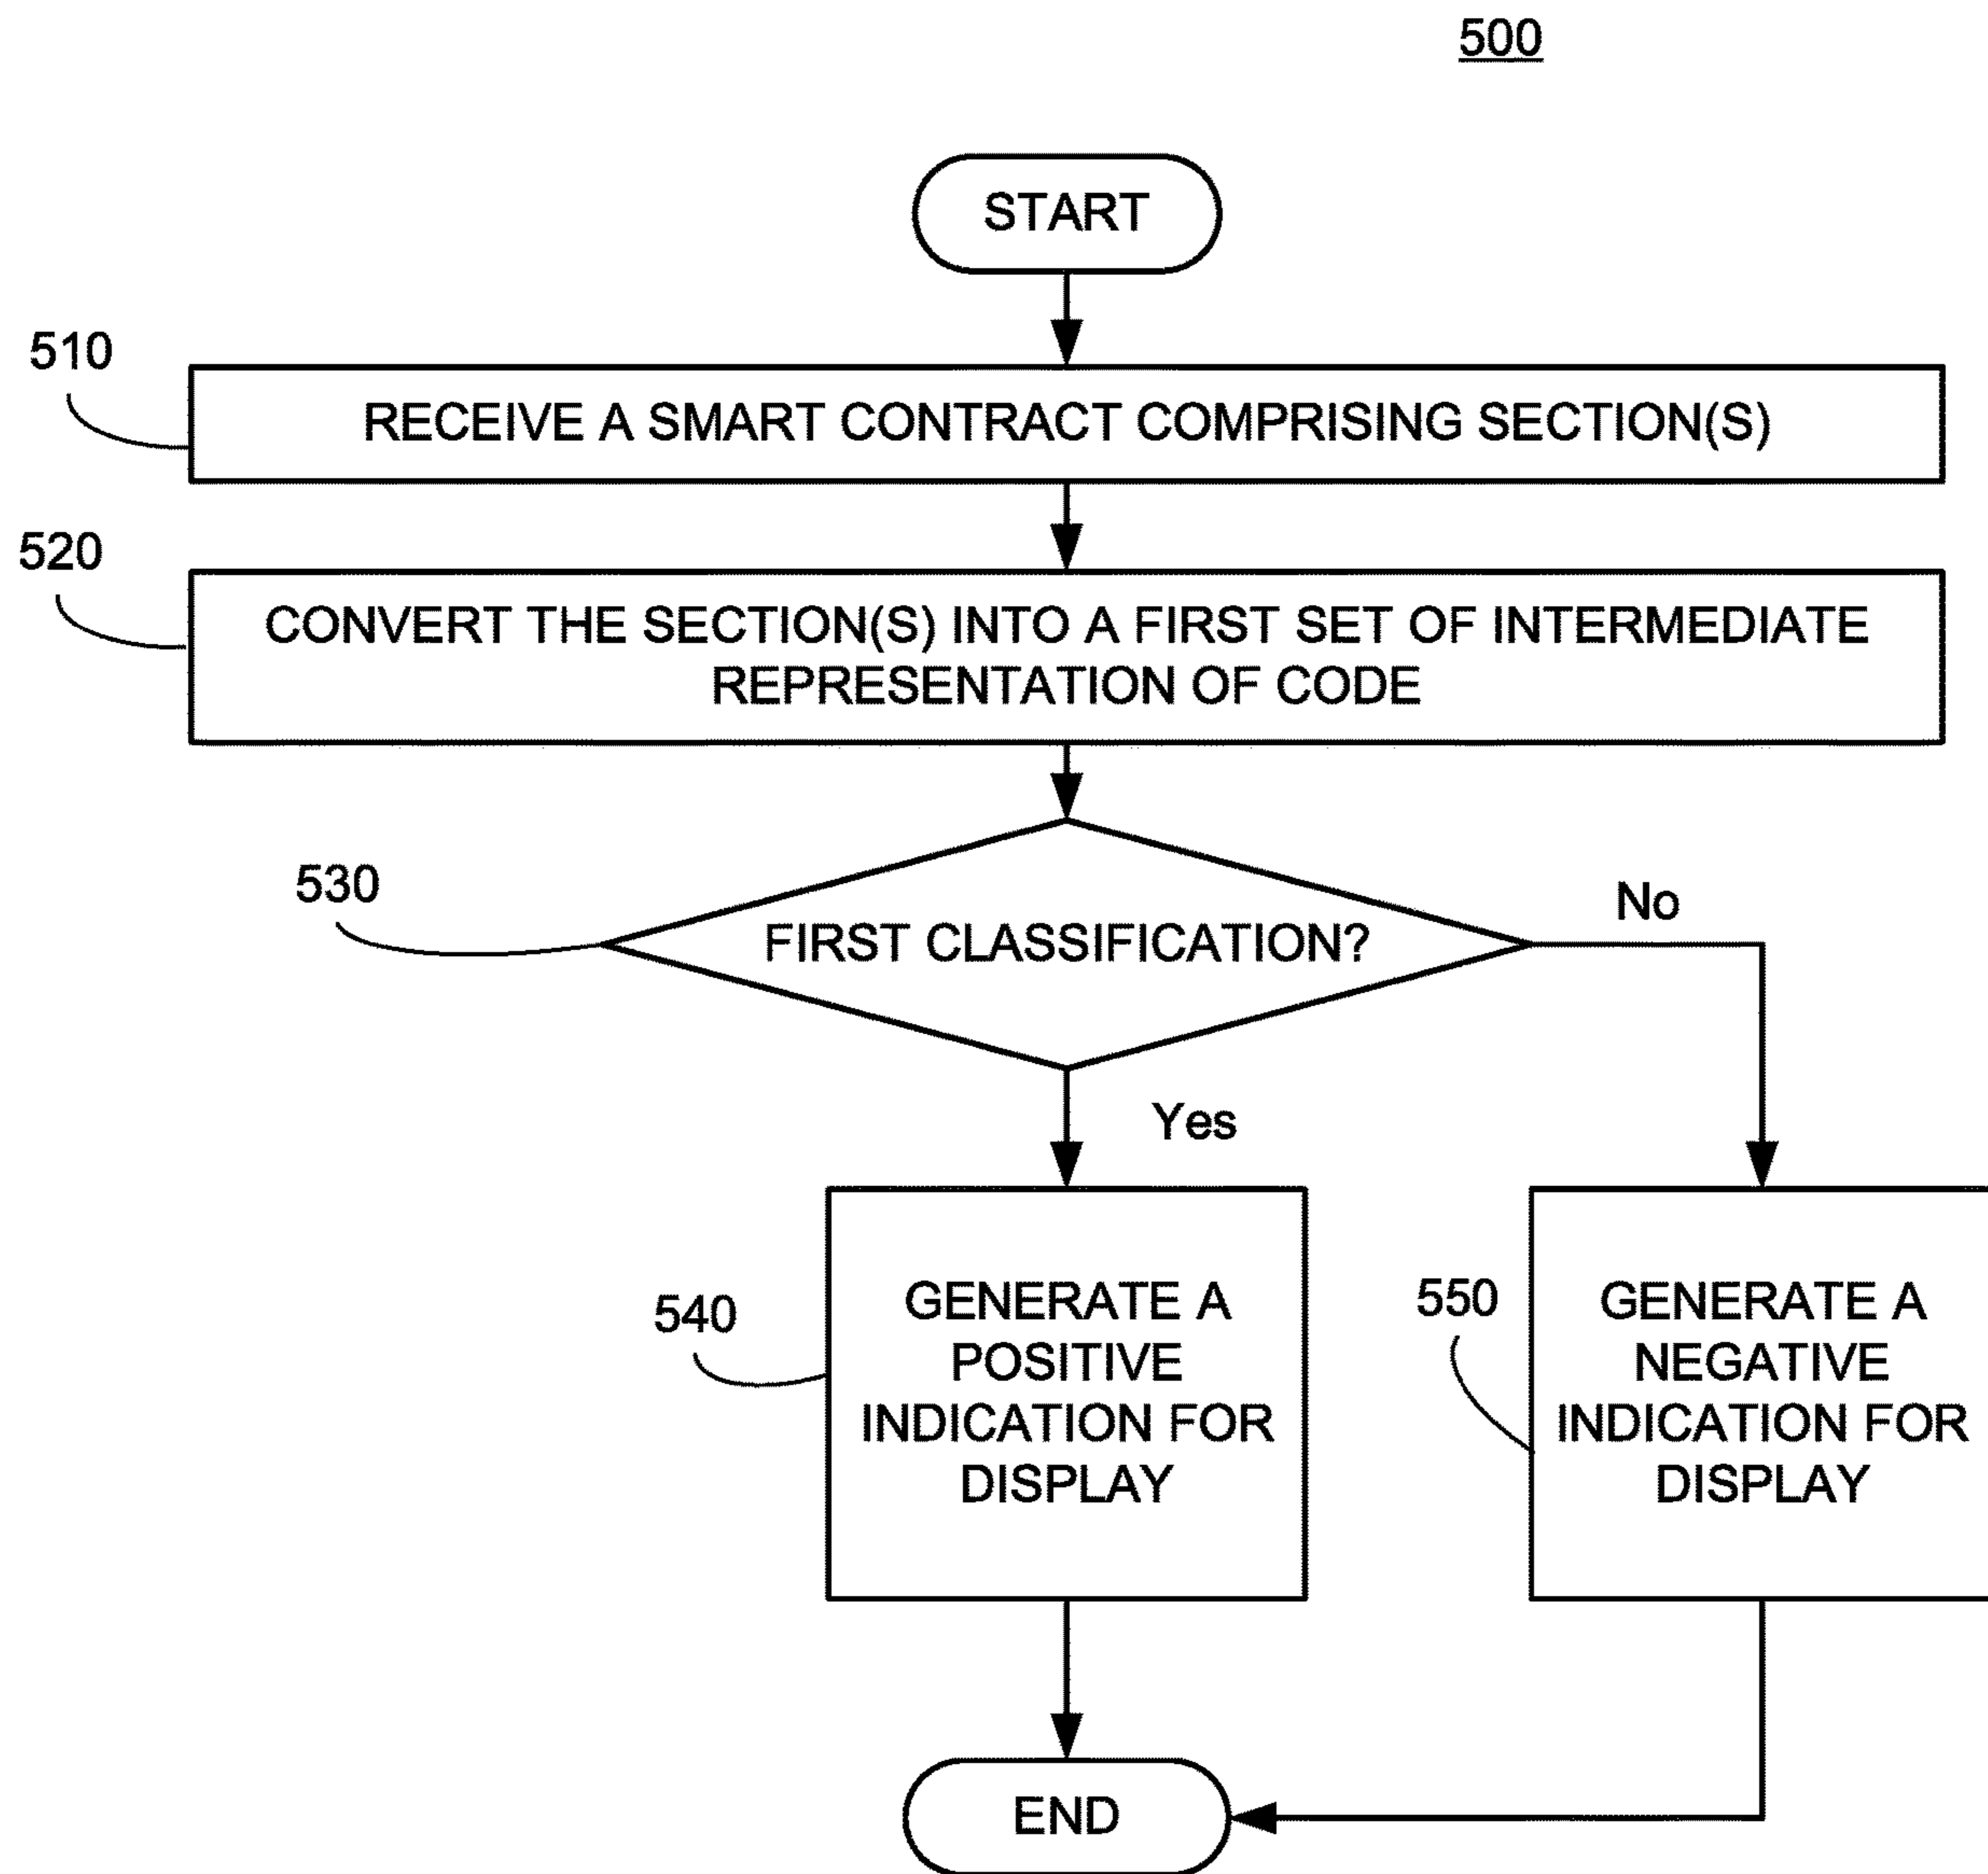 500
START
510
RECEIVE A SMART CONTRACT COMPRISING SECTION(S)
520
CONVERT THE SECTION(S) INTO A FIRST SET OF INTERMEDIATE
REPRESENTATION OF CODE
530
FIRST CLASSIFICATION?
No
Yes
540
GENERATE A
POSITIVE
INDICATION FOR
DISPLAY
550
GENERATE A
NEGATIVE
INDICATION FOR
DISPLAY
END